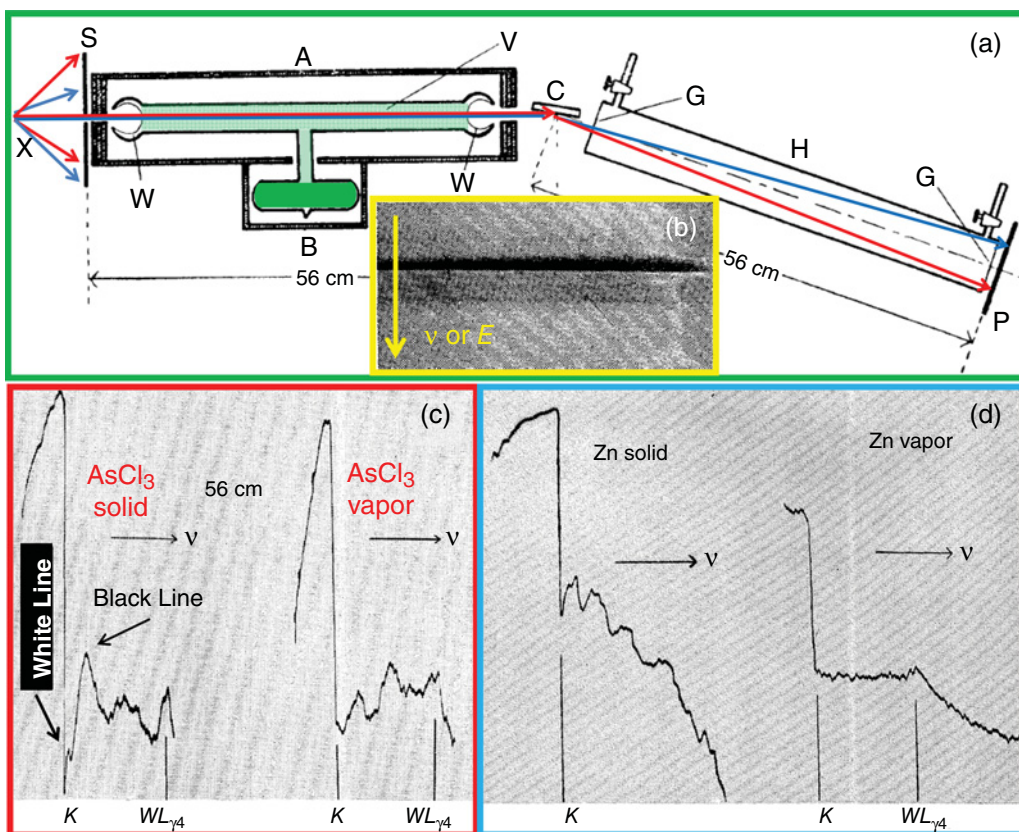 (a)
S
A
V
C
G
H
G
X
W
W
B
P
56 cm
56 cm
(b)
ν or E
(c)
AsCl₃
solid
56 cm
AsCl₃
vapor
ν
ν
White Line
Black Line
K
WLγ4
K
WLγ4
(d)
Zn solid
Zn vapor
ν
ν
K
K
WLγ4